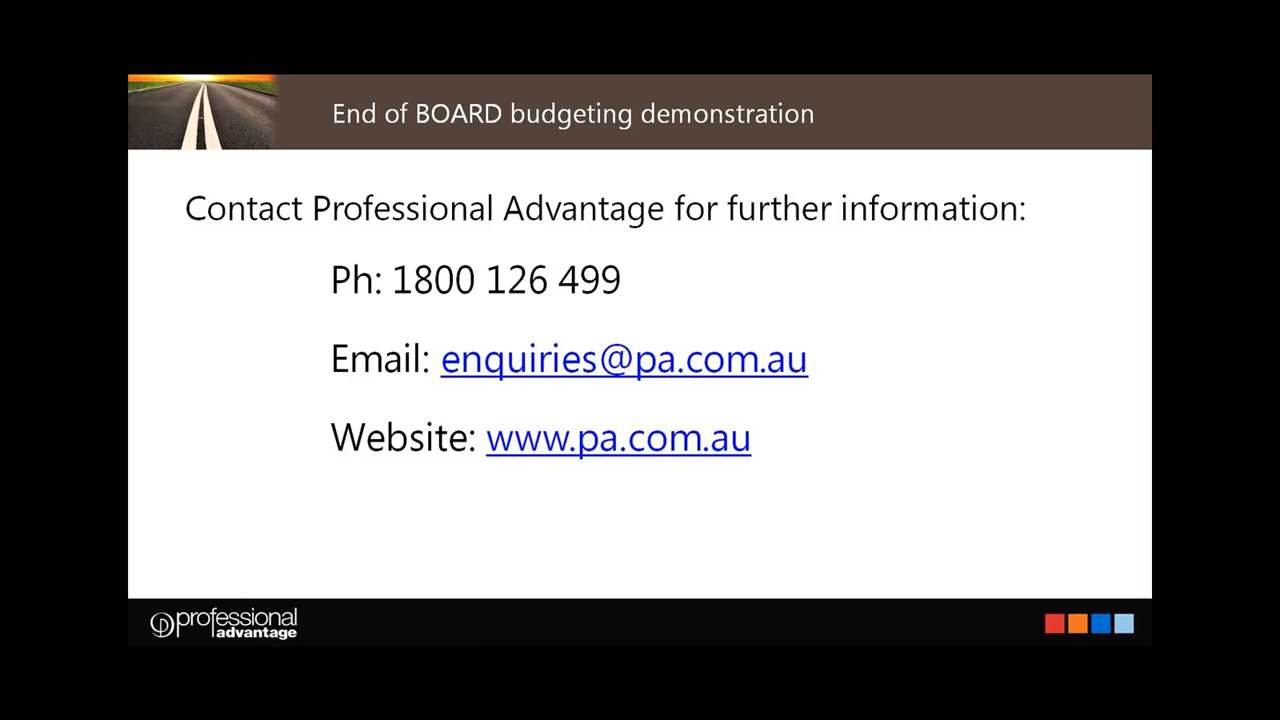 End of BOARD budgeting demonstration
Contact Professional Advantage for further information:
Ph: 1800 126 499
Email: enquiries@pa.com.au
Website: www.pa.com.au
professional
advantage